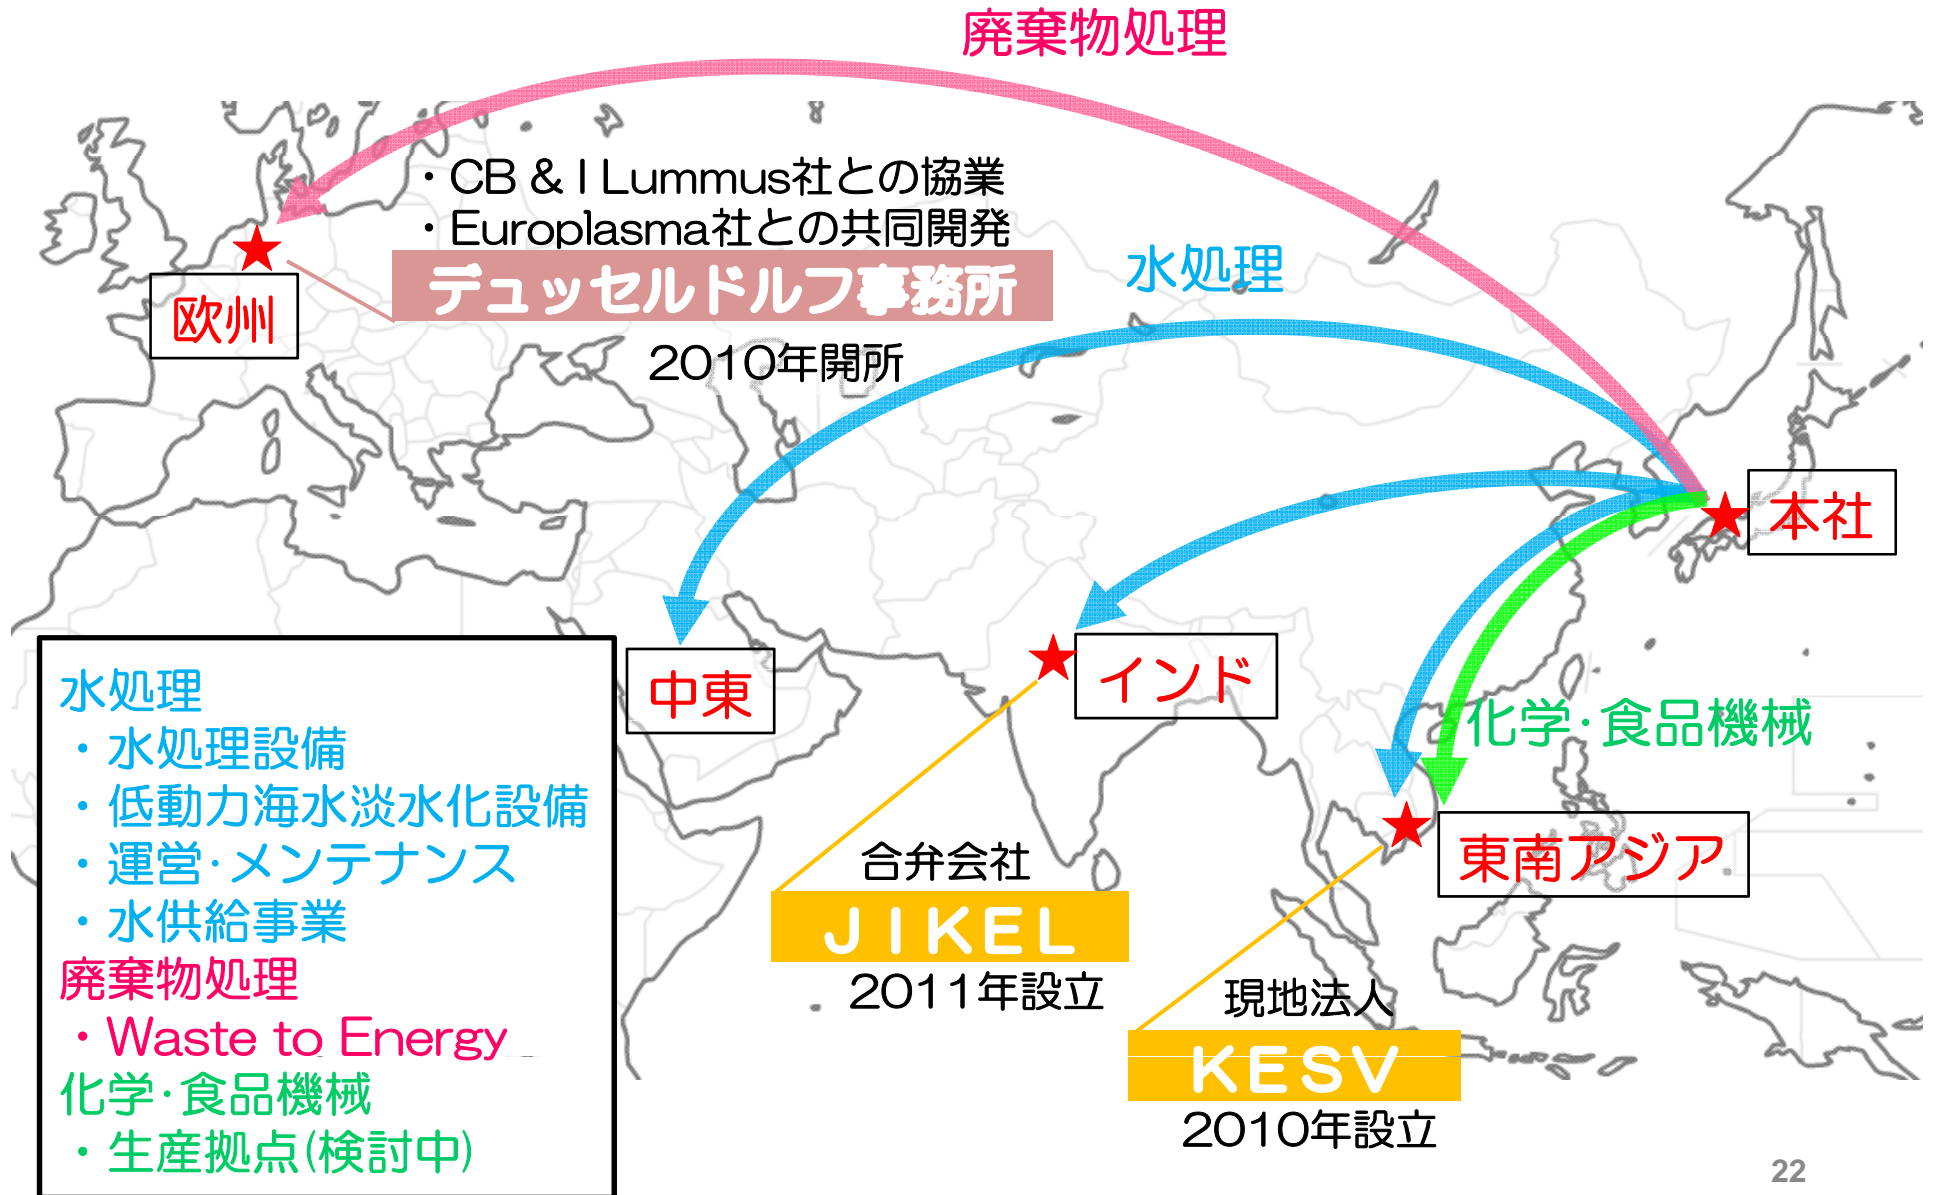 廃棄物処理
・CB & I Lummus社との協業
・Europlasma社との共同開発
デュッセルドルフ事務所
2010年開所
欧州
水処理
本社
中東
インド
化学・食品機械
東南アジア
合弁会社
JIKEL
2011年設立
現地法人
KESV
2010年設立
水処理
・水処理設備
・低動力海水淡水化設備
・運営・メンテナンス
・水供給事業
廃棄物処理
・Waste to Energy
化学・食品機械
・生産拠点(検討中)
22